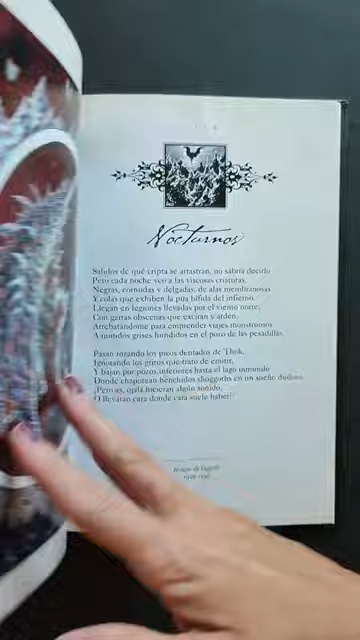 Nocturnos
Salidos de qué cripta se arrastran, no sabría decirlo
Pero cada noche veo a las viscosas criaturas,
Negras, cornudas y delgadas, de alas membranosas
Y colas que exhiben la púa bífida del infierno.
Llegan en legiones llevadas por el viento norte,
Con garras obscenas que excitan y arden,
Arrebatándome para emprender viajes monstruosos
A mundos grises hundidos en el pozo de las pesadillas.
Pasan rozando los picos dentados de Thok,
Ignorando los gritos que trato de emitir,
Y bajan por pozos inferiores hasta el lago inmundo
Donde chapotean henchidos shoggoths en un sueño dudoso.
¡Pero ay, ojalá hicieran algún sonido,
O llevaran cara donde cara suele haber!